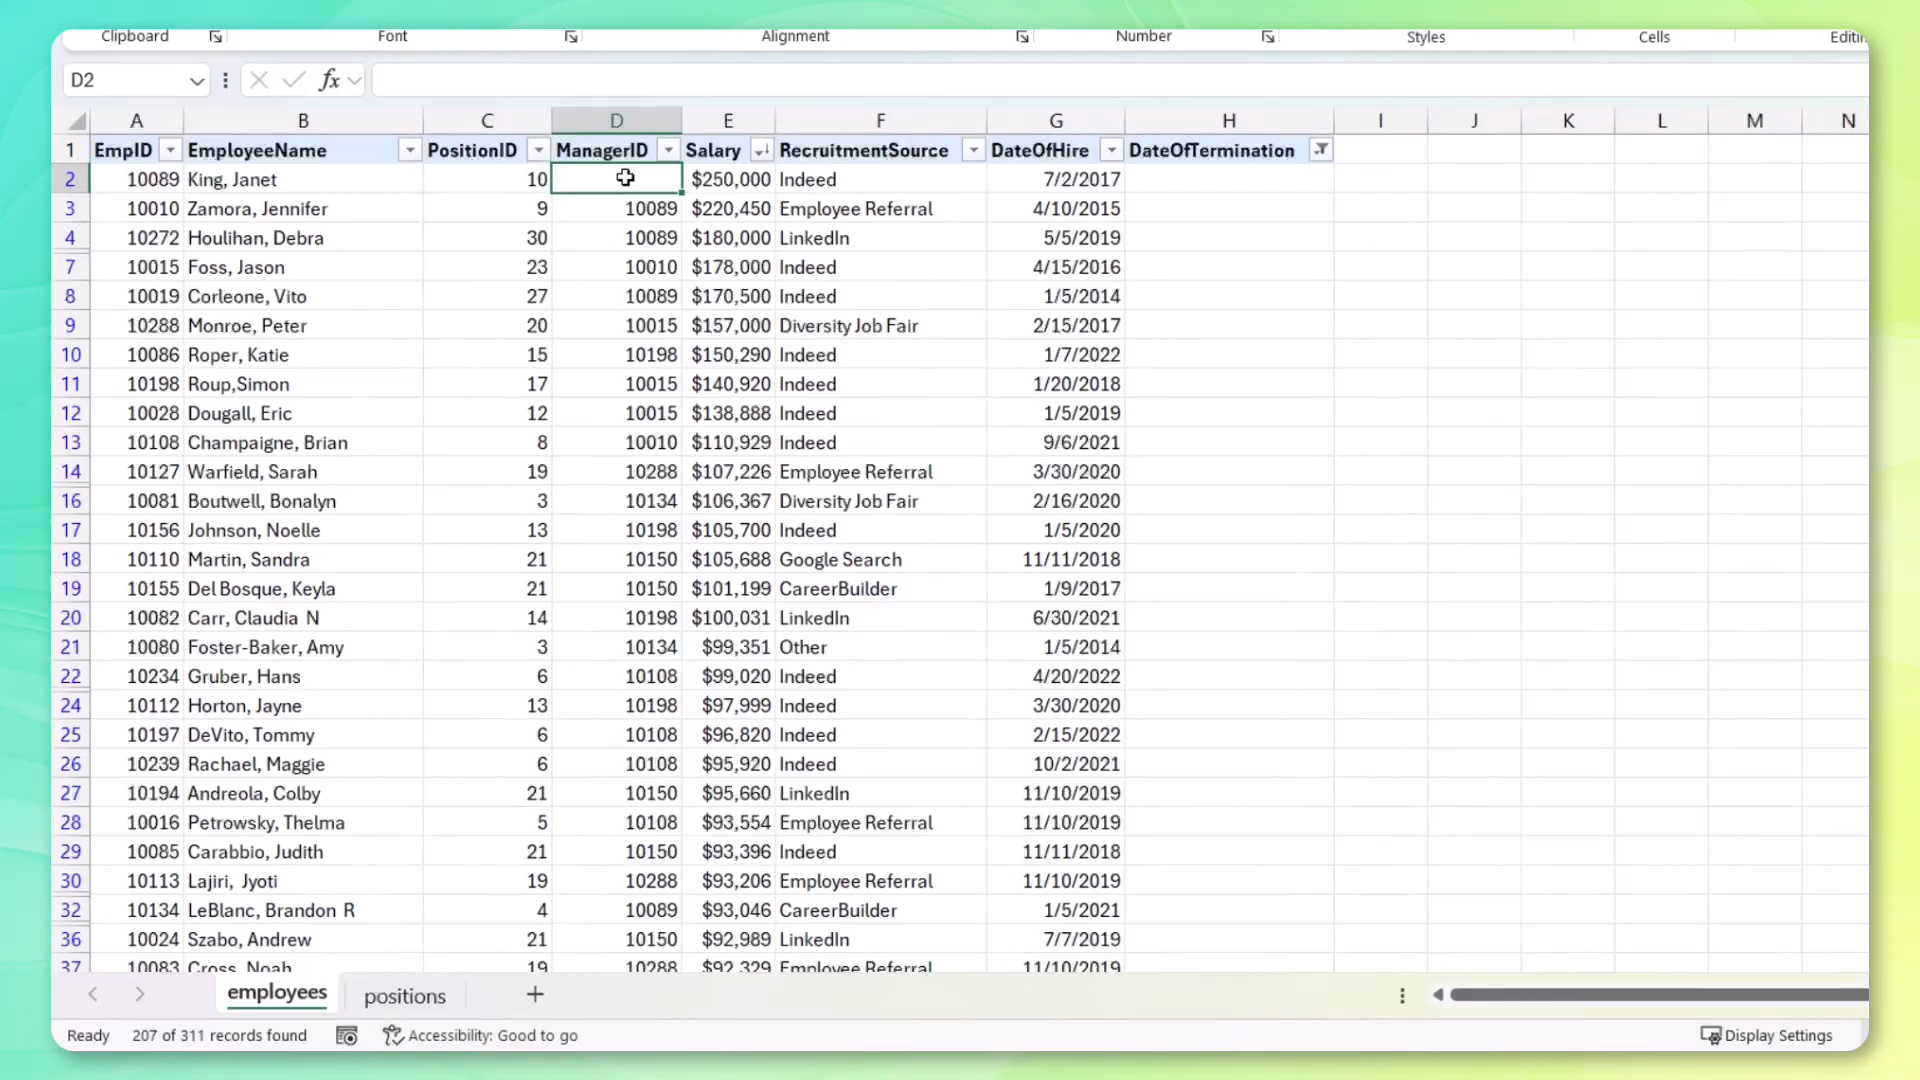 Clipboard Font Alignment Number Styles Cells Editin
D2 fx
A B C D E F G H I J K L M N
1 EmpID EmployeeName PositionID ManagerID Salary RecruitmentSource DateOfHire DateOfTermination
2 10089 King, Janet 10 $250,000 Indeed 7/2/2017
3 10010 Zamora, Jennifer 9 10089 $220,450 Employee Referral 4/10/2015
4 10272 Houlihan, Debra 30 10089 $180,000 LinkedIn 5/5/2019
7 10015 Foss, Jason 23 10010 $178,000 Indeed 4/15/2016
8 10019 Corleone, Vito 27 10089 $170,500 Indeed 1/5/2014
9 10288 Monroe, Peter 20 10015 $157,000 Diversity Job Fair 2/15/2017
10 10086 Roper, Katie 15 10198 $150,290 Indeed 1/7/2022
11 10198 Roup,Simon 17 10015 $140,920 Indeed 1/20/2018
12 10028 Dougall, Eric 12 10015 $138,888 Indeed 1/5/2019
13 10108 Champaigne, Brian 8 10010 $110,929 Indeed 9/6/2021
14 10127 Warfield, Sarah 19 10288 $107,226 Employee Referral 3/30/2020
16 10081 Boutwell, Bonalyn 3 10134 $106,367 Diversity Job Fair 2/16/2020
17 10156 Johnson, Noelle 13 10198 $105,700 Indeed 1/5/2020
18 10110 Martin, Sandra 21 10150 $105,688 Google Search 11/11/2018
19 10155 Del Bosque, Keyla 21 10150 $101,199 CareerBuilder 1/9/2017
20 10082 Carr, Claudia N 14 10198 $100,031 LinkedIn 6/30/2021
21 10080 Foster-Baker, Amy 3 10134 $99,351 Other 1/5/2014
22 10234 Gruber, Hans 6 10108 $99,020 Indeed 4/20/2022
24 10112 Horton, Jayne 13 10198 $97,999 Indeed 3/30/2020
25 10197 DeVito, Tommy 6 10108 $96,820 Indeed 2/15/2022
26 10239 Rachael, Maggie 6 10108 $95,920 Indeed 10/2/2021
27 10194 Andreola, Colby 21 10150 $95,660 LinkedIn 11/10/2019
28 10016 Petrowsky, Thelma 5 10108 $93,554 Employee Referral 11/10/2019
29 10085 Carabbio, Judith 21 10150 $93,396 Indeed 11/11/2018
30 10113 Lajiri, Jyoti 19 10288 $93,206 Employee Referral 11/10/2019
32 10134 LeBlanc, Brandon R 4 10089 $93,046 CareerBuilder 1/5/2021
36 10024 Szabo, Andrew 21 10150 $92,989 LinkedIn 7/7/2019
37 10083 Cross, Noah 19 10288 $92,329 Employee Referral 11/10/2019
employees positions
Ready 207 of 311 records found Accessibility: Good to go Display Settings